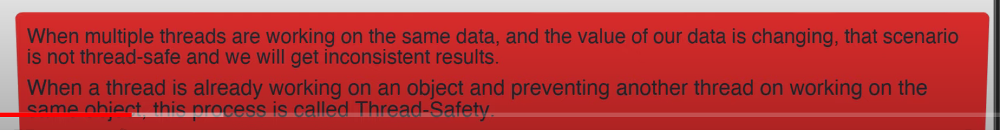 When multiple threads are working on the same data, and the value of our data is changing, that scenario
is not thread-safe and we will get inconsistent results.
When a thread is already working on an object and preventing another thread on working on the
same object, this process is called Thread-Safety.